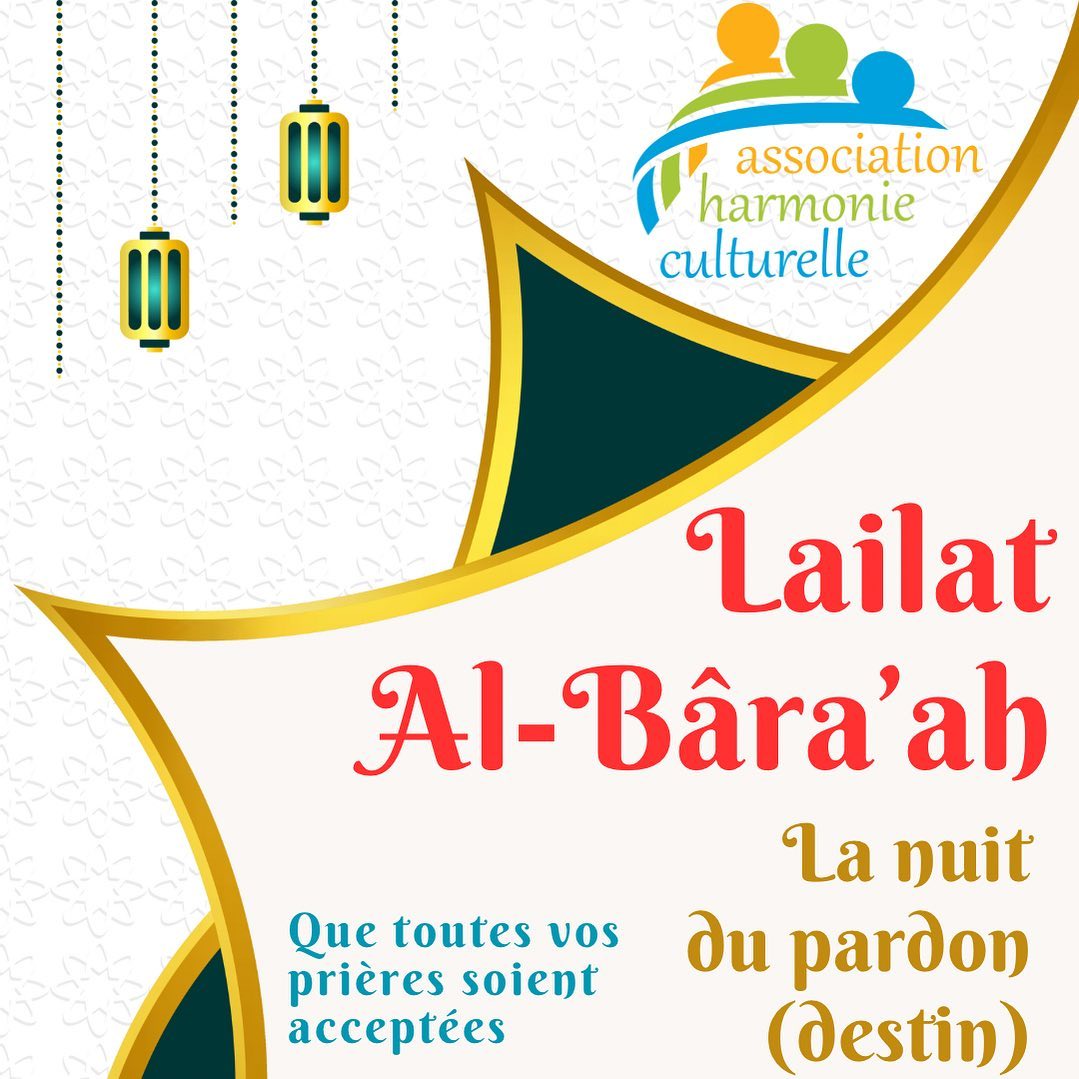 association
harmonie
culturelle
Lailat
Al-Bâra'ah
La nuit
du pardon
(destin)
Que toutes vos
prières soient
acceptées